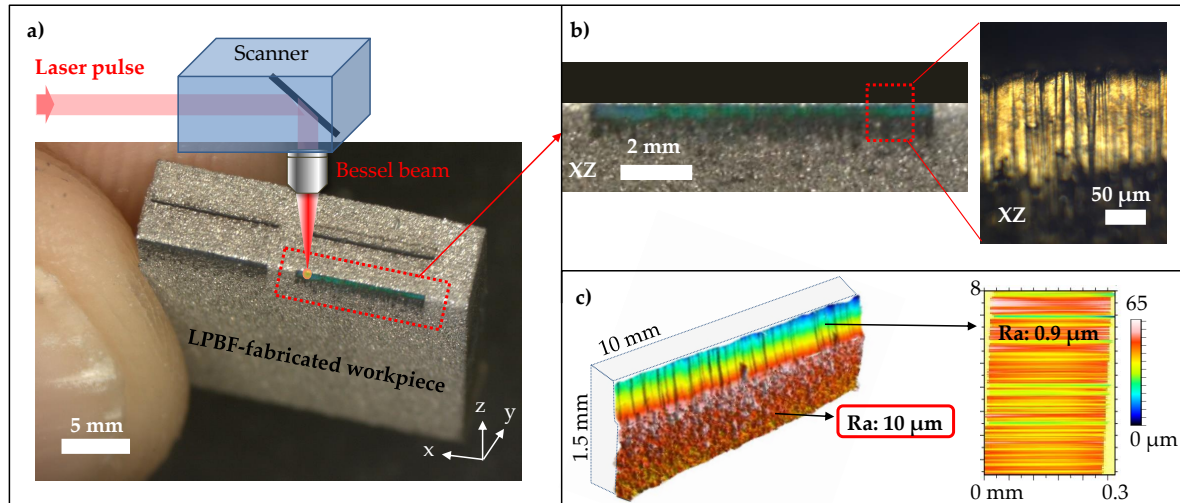 a)
Scanner
Laser pulse
Bessel beam
LPBF-fabricated workpiece
5 mm
z
y
x
b)
XZ
2 mm
XZ
50 µm
c)
10 mm
1.5 mm
Ra: 10 µm
8
Ra: 0.9 µm
65
0 µm
0 mm
0.3